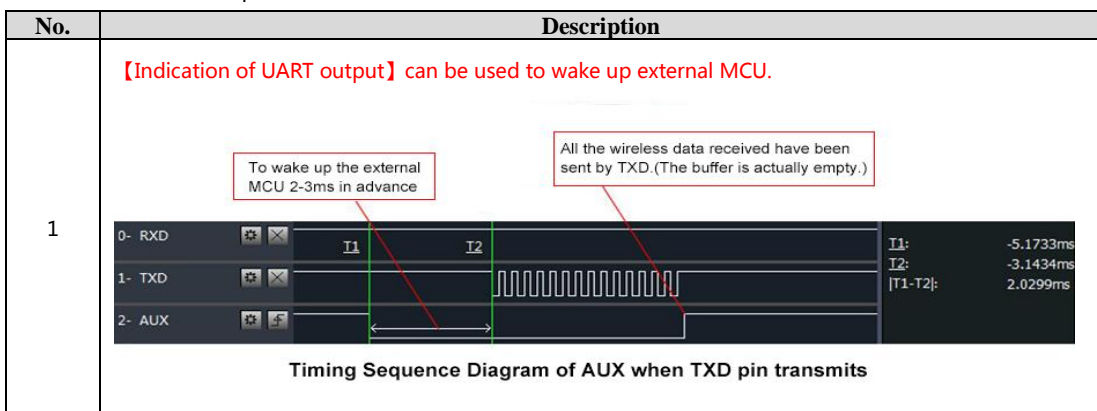 No.
Description
【Indication of UART output】can be used to wake up external MCU.
To wake up the external
MCU 2-3ms in advance
All the wireless data received have been
sent by TXD.(The buffer is actually empty.)
1
0- RXD
T1
T2
1- TXD
2- AUX
T1: -5.1733ms
T2: -3.1434ms
|T1-T2|: 2.0299ms
Timing Sequence Diagram of AUX when TXD pin transmits